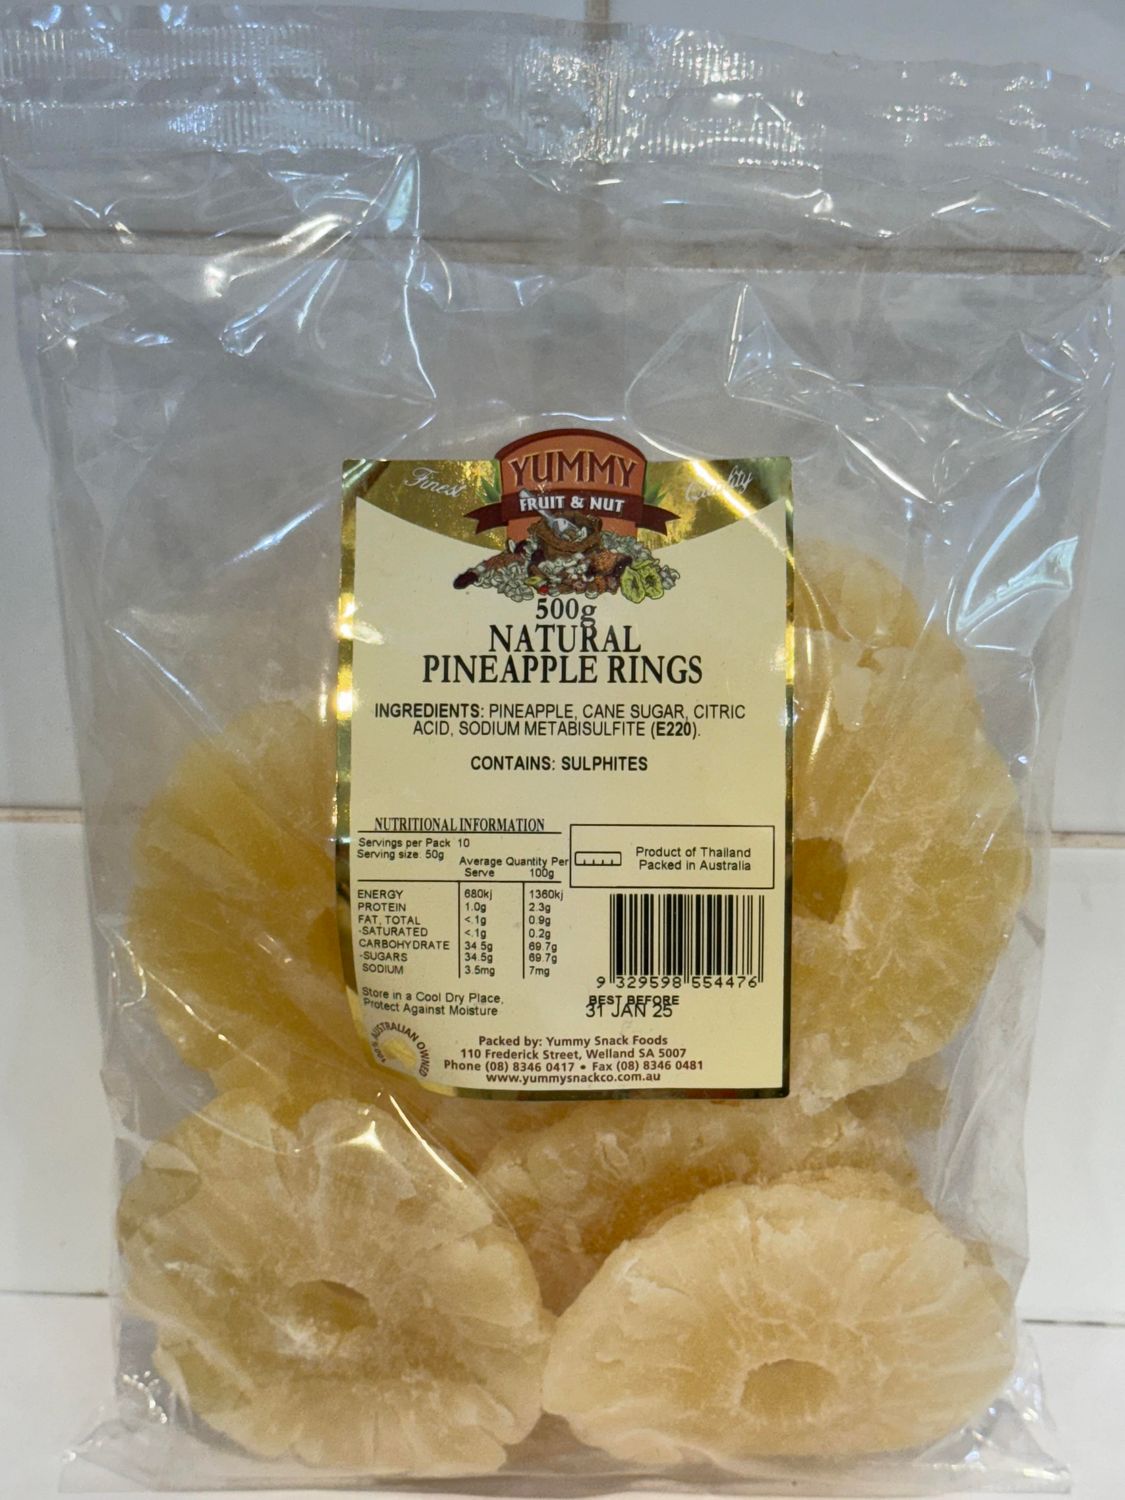 Finest Quality
YUMMY
FRUIT & NUT
500g
NATURAL
PINEAPPLE RINGS
INGREDIENTS: PINEAPPLE, CANE SUGAR, CITRIC
ACID, SODIUM METABISULFITE (E220).
CONTAINS: SULPHITES
NUTRITIONAL INFORMATION
Servings per Pack 10
Serving size: 50g
Average Quantity Per
Serve 100g
ENERGY 680kj 1360kj
PROTEIN 1.0g 2.3g
FAT, TOTAL <.1g 0.9g
-SATURATED <.1g 0.2g
CARBOHYDRATE 34.5g 69.7g
-SUGARS 34.5g 69.7g
SODIUM 3.5mg 7mg
Store in a Cool Dry Place,
Protect Against Moisture
Product of Thailand
Packed in Australia
9 329598 554476
BEST BEFORE
31 JAN 25
100% AUSTRALIAN OWNED
Packed by: Yummy Snack Foods
110 Frederick Street, Welland SA 5007
Phone (08) 8346 0417 • Fax (08) 8346 0481
www.yummysnackco.com.au